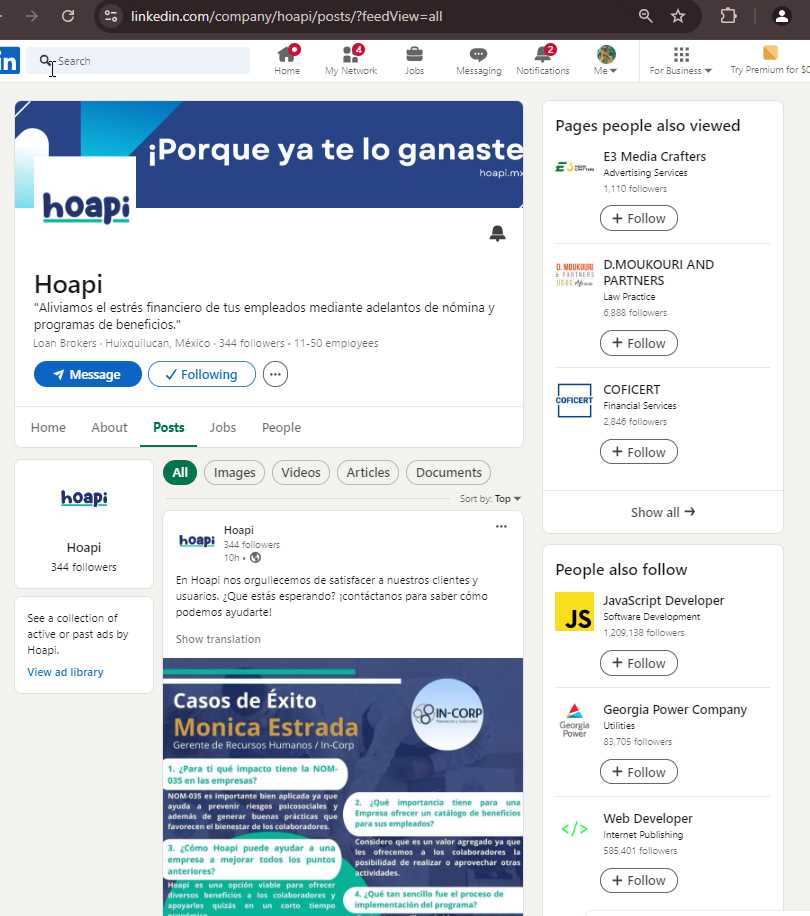 linkedin.com/company/hoapi/posts/?feedView=all
in
Search
Home
4
My Network
Jobs
Messaging
2
Notifications
Me
For Business
Try Premium for $0
¡Porque ya te lo ganaste
hoapi.mx
hoapi
Hoapi
"Aliviamos el estrés financiero de tus empleados mediante adelantos de nómina y
programas de beneficios."
Loan Brokers · Huixquilucan, México · 344 followers · 11-50 employees
Message
Following
Home
About
Posts
Jobs
People
hoapi
Hoapi
344 followers
See a collection of
active or past ads by
Hoapi.
View ad library
All
Images
Videos
Articles
Documents
Sort by: Top
hoapi
Hoapi
344 followers
10h •
En Hoapi nos orgullecemos de satisfacer a nuestros clientes y
usuarios. ¿Que estás esperando? ¡contáctanos para saber cómo
podemos ayudarte!
Show translation
Casos de Éxito
Monica Estrada
Gerente de Recursos Humanos / In-Corp
IN-CORP
1. ¿Para ti qué impacto tiene la NOM-
035 en las empresas?
NOM-035 es importante bien aplicada ya que
ayuda a prevenir riesgos psicosociales y
además de generar buenas prácticas que
favorecen el bienestar de los colaboradores.
2. ¿Qué importancia tiene para una
Empresa ofrecer un catálogo de beneficios
para sus empleados?
Considero que es un valor agregado ya que
les ofrecemos a los colaboradores la
posibilidad de realizar o aprovechar otras
actividades.
3. ¿Cómo Hoapi puede ayudar a una
empresa a mejorar todos los puntos
anteriores?
Hoapi es una opción viable para ofrecer
diversos beneficios a los colaboradores y
apoyarlos quizás en un corto tiempo
4. ¿Qué tan sencillo fue el proceso de
implementación del programa?
Pages people also viewed
E3 Media Crafters
Advertising Services
1,110 followers
+ Follow
D. MOUKOURI
& PARTNERS
D.MOUKOURI AND
PARTNERS
Law Practice
6,888 followers
+ Follow
COFICERT
COFICERT
Financial Services
2,846 followers
+ Follow
Show all →
People also follow
JS
JavaScript Developer
Software Development
1,209,138 followers
+ Follow
Georgia
Power
Georgia Power Company
Utilities
83,705 followers
+ Follow
</>
Web Developer
Internet Publishing
585,401 followers
+ Follow